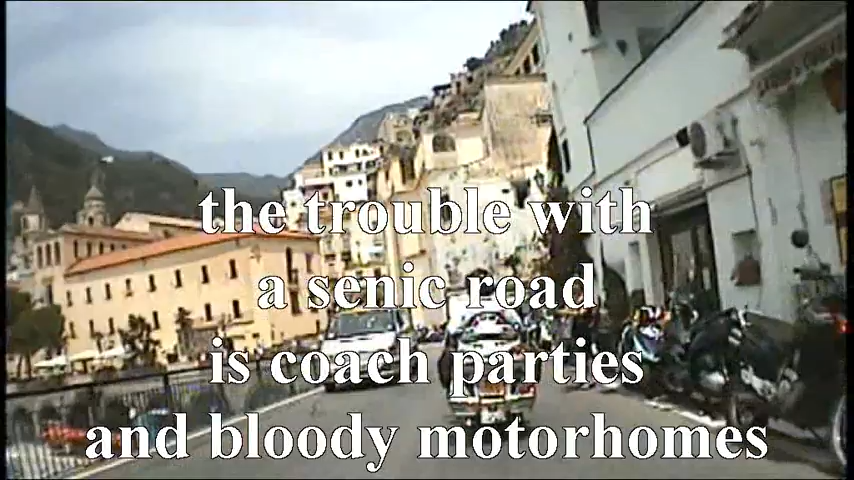 the trouble with
a senic road
is coach parties
and bloody motorhomes